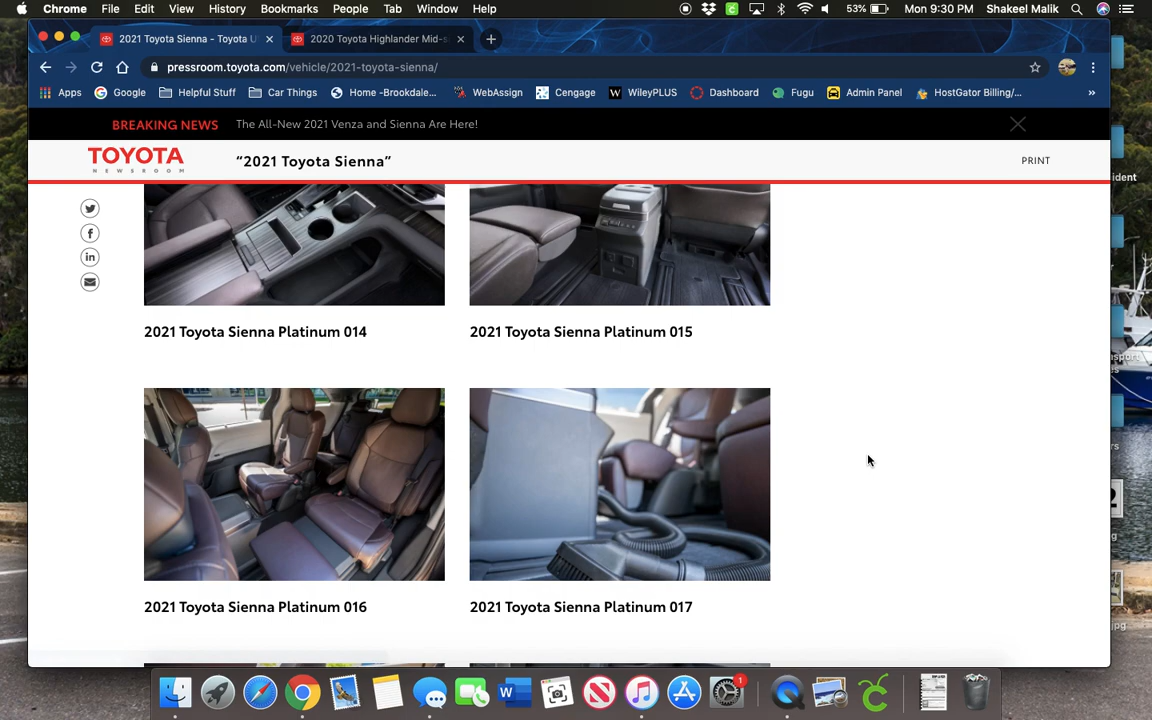 Chrome File Edit View History Bookmarks People Tab Window Help 53% Mon 9:30 PM Shakeel Malik
2021 Toyota Sienna - Toyota U
2020 Toyota Highlander Mid-s
pressroom.toyota.com/vehicle/2021-toyota-sienna/
Apps Google Helpful Stuff Car Things Home -Brookdale... WebAssign Cengage WileyPLUS Dashboard Fugu Admin Panel HostGator Billing/... »
BREAKING NEWS The All-New 2021 Venza and Sienna Are Here!
TOYOTA
NEWSROOM
“2021 Toyota Sienna”
PRINT
2021 Toyota Sienna Platinum 014
2021 Toyota Sienna Platinum 015
2021 Toyota Sienna Platinum 016
2021 Toyota Sienna Platinum 017
ident
jpg
1